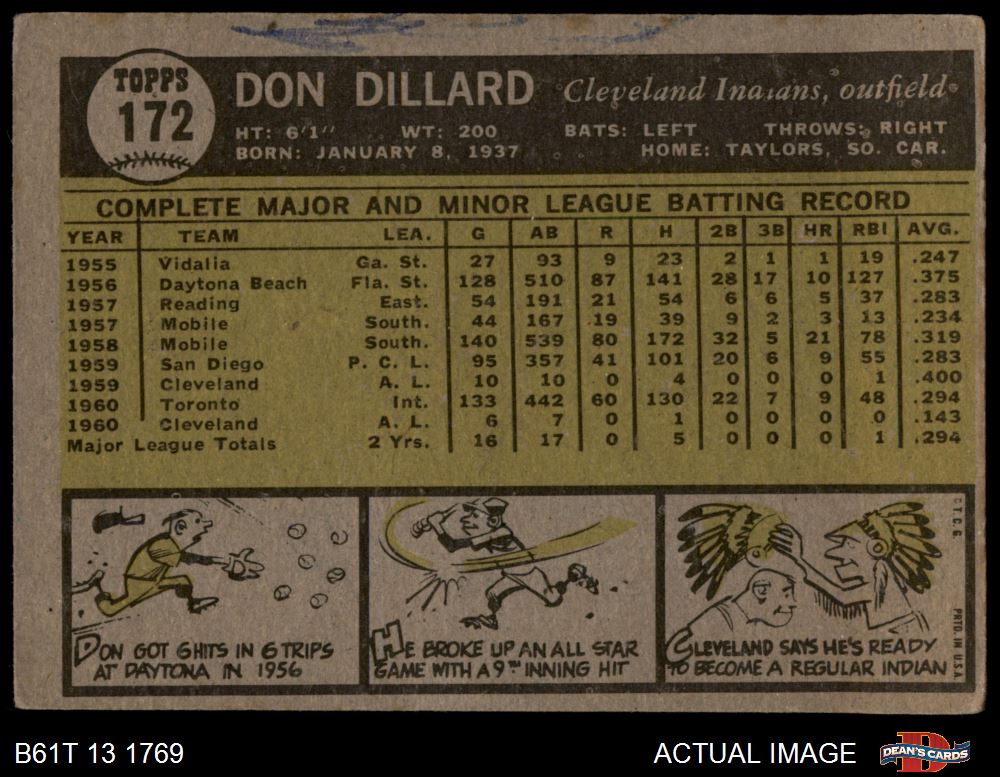 TOPPS
172
DON DILLARD Cleveland Indians, outfield
HT: 6'1" WT: 200 BATS: LEFT THROWS: RIGHT
BORN: JANUARY 8, 1937 HOME: TAYLORS, SO. CAR.
COMPLETE MAJOR AND MINOR LEAGUE BATTING RECORD
YEAR TEAM LEA. G AB R H 2B 3B HR RBI AVG.
1955 Vidalia Ga. St. 27 93 9 23 2 1 1 19 .247
1956 Daytona Beach Fla. St. 128 510 87 141 28 17 10 127 .375
1957 Reading East. 54 191 21 54 6 6 5 37 .283
1957 Mobile South. 44 167 19 39 9 2 3 13 .234
1958 Mobile South. 140 539 80 172 32 5 21 78 .319
1959 San Diego P. C. L. 95 357 41 101 20 6 9 55 .283
1959 Cleveland A. L. 10 10 0 4 0 0 0 1 .400
1960 Toronto Int. 133 442 60 130 22 7 9 48 .294
1960 Cleveland A. L. 6 7 0 1 0 0 0 0 .143
Major League Totals 2 Yrs. 16 17 0 5 0 0 0 1 .294
DON GOT 6 HITS IN 6 TRIPS
AT DAYTONA IN 1956
HE BROKE UP AN ALL STAR
GAME WITH A 9TH INNING HIT
CLEVELAND SAYS HE'S READY
TO BECOME A REGULAR INDIAN
©T.C.G. PRTD. IN U.S.A.
B61T 13 1769
ACTUAL IMAGE
D
DEAN'S CARDS